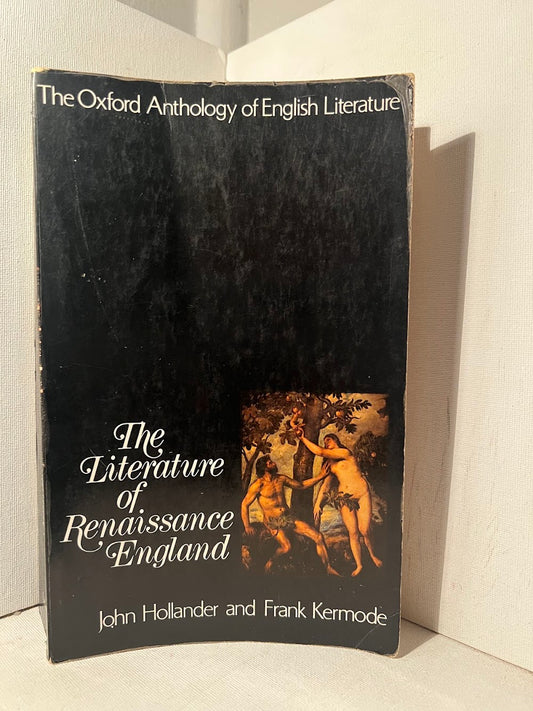 The Oxford Anthology of English Literature
The
Literature
of
Renaissance
England
John Hollander and Frank Kermode